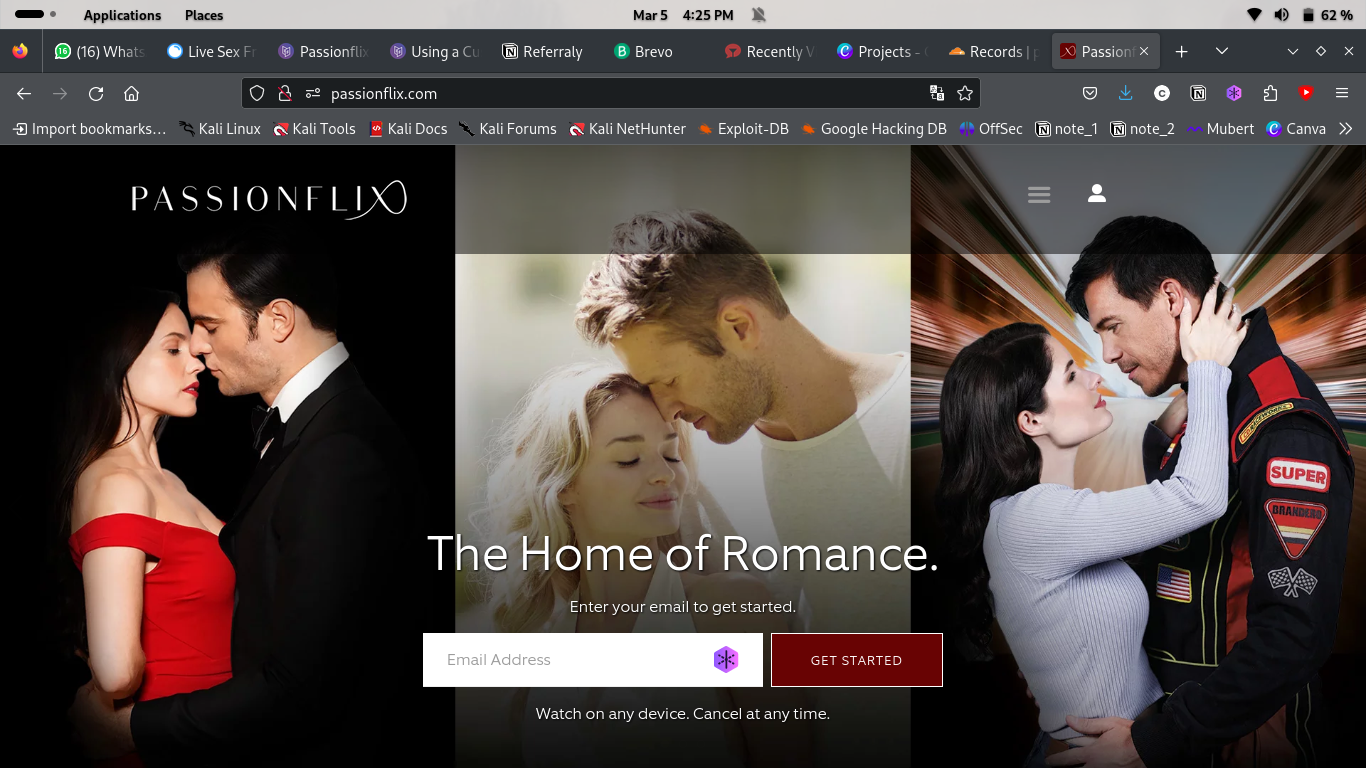 Applications Places Mar 5 4:25 PM 62 %
(16) Whats Live Sex Fr Passionflix Using a Cu Referraly Brevo Recently V Projects - Records | Passionf
passionflix.com
Import bookmarks... Kali Linux Kali Tools Kali Docs Kali Forums Kali NetHunter Exploit-DB Google Hacking DB OffSec note_1 note_2 Mubert Canva
PASSIONFLIX
SUPER
BRANDERO
The Home of Romance.
Enter your email to get started.
Email Address GET STARTED
Watch on any device. Cancel at any time.